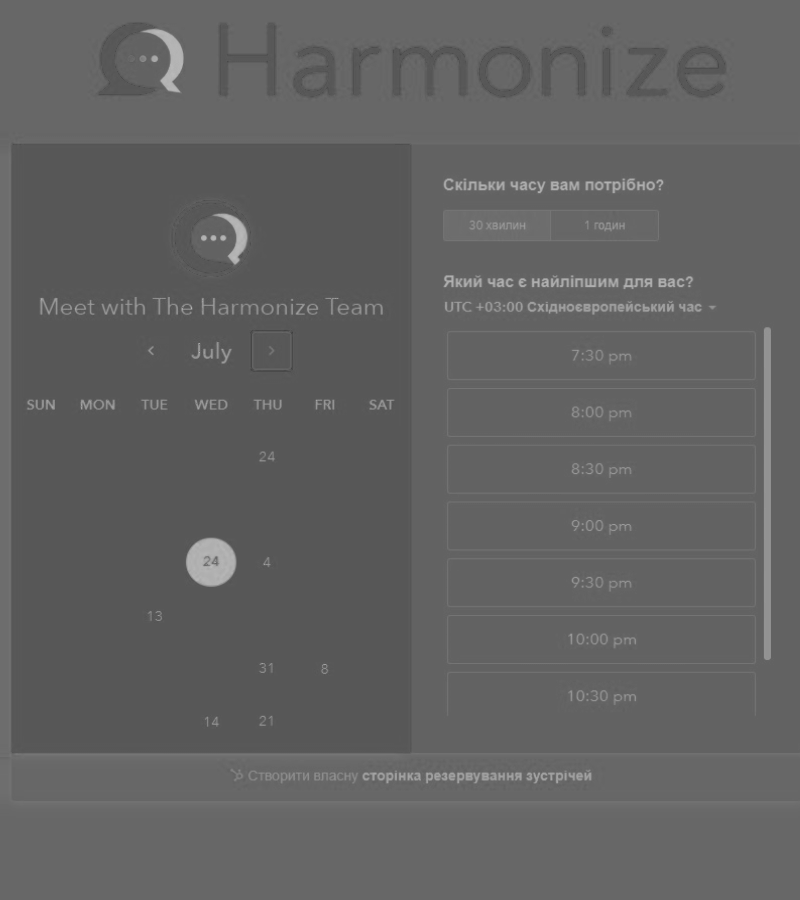 Harmonize
Meet with The Harmonize Team
July
SUN MON TUE WED THU FRI SAT
24
24 4
13
31 8
14 21
Скільки часу вам потрібно?
30 хвилин 1 годин
Який час є найліпшим для вас?
UTC +03:00 Східноєвропейський час
7:30 pm
8:00 pm
8:30 pm
9:00 pm
9:30 pm
10:00 pm
10:30 pm
Створити власну сторінка резервування зустрічей